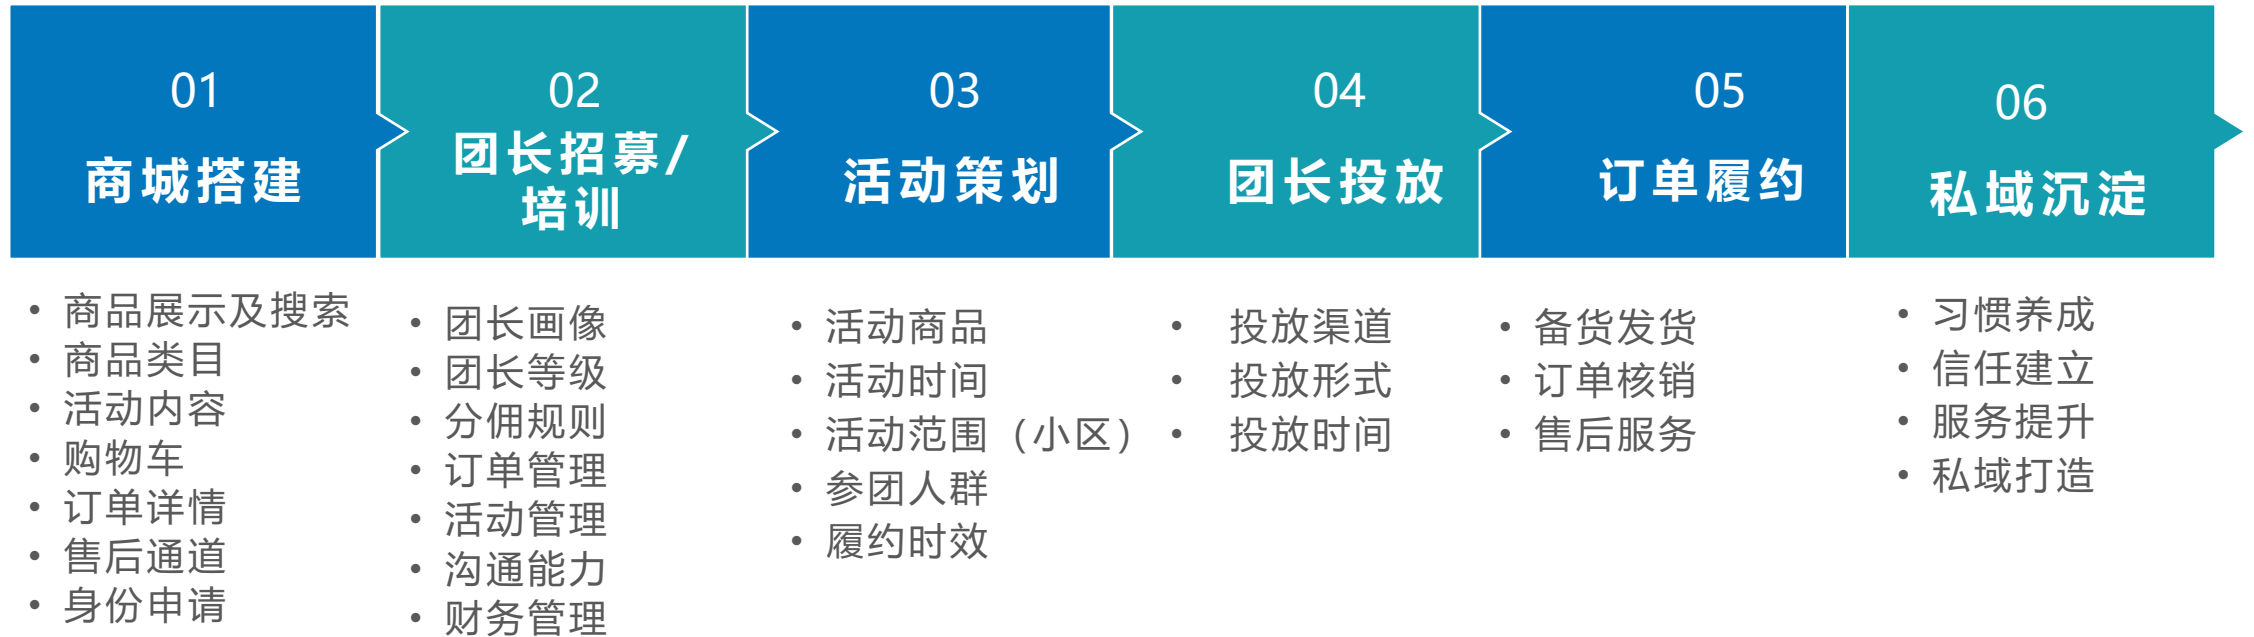 01
商城搭建
• 商品展示及搜索
• 商品类目
• 活动内容
• 购物车
• 订单详情
• 售后通道
• 身份申请
02
团长招募/
培训
• 团长画像
• 团长等级
• 分佣规则
• 订单管理
• 活动管理
• 沟通能力
• 财务管理
03
活动策划
• 活动商品
• 活动时间
• 活动范围（小区）
• 参团人群
• 履约时效
04
团长投放
• 投放渠道
• 投放形式
• 投放时间
05
订单履约
• 备货发货
• 订单核销
• 售后服务
06
私域沉淀
• 习惯养成
• 信任建立
• 服务提升
• 私域打造